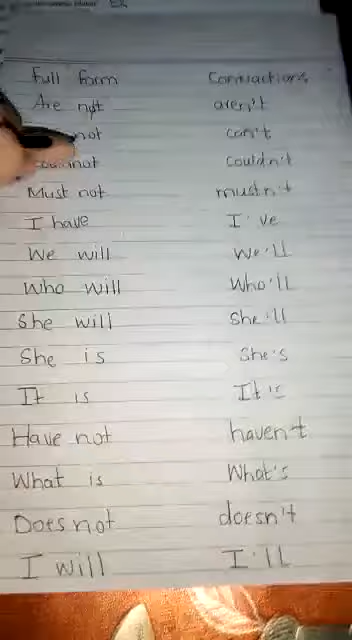 Full form Contractions
Are not aren't
not can't
not couldn't
Must not mustn't
I have I've
We will We'll
Who will Who'll
She will She'll
She is She's
It is It's
Have not haven't
What is What's
Does not doesn't
I will I'll